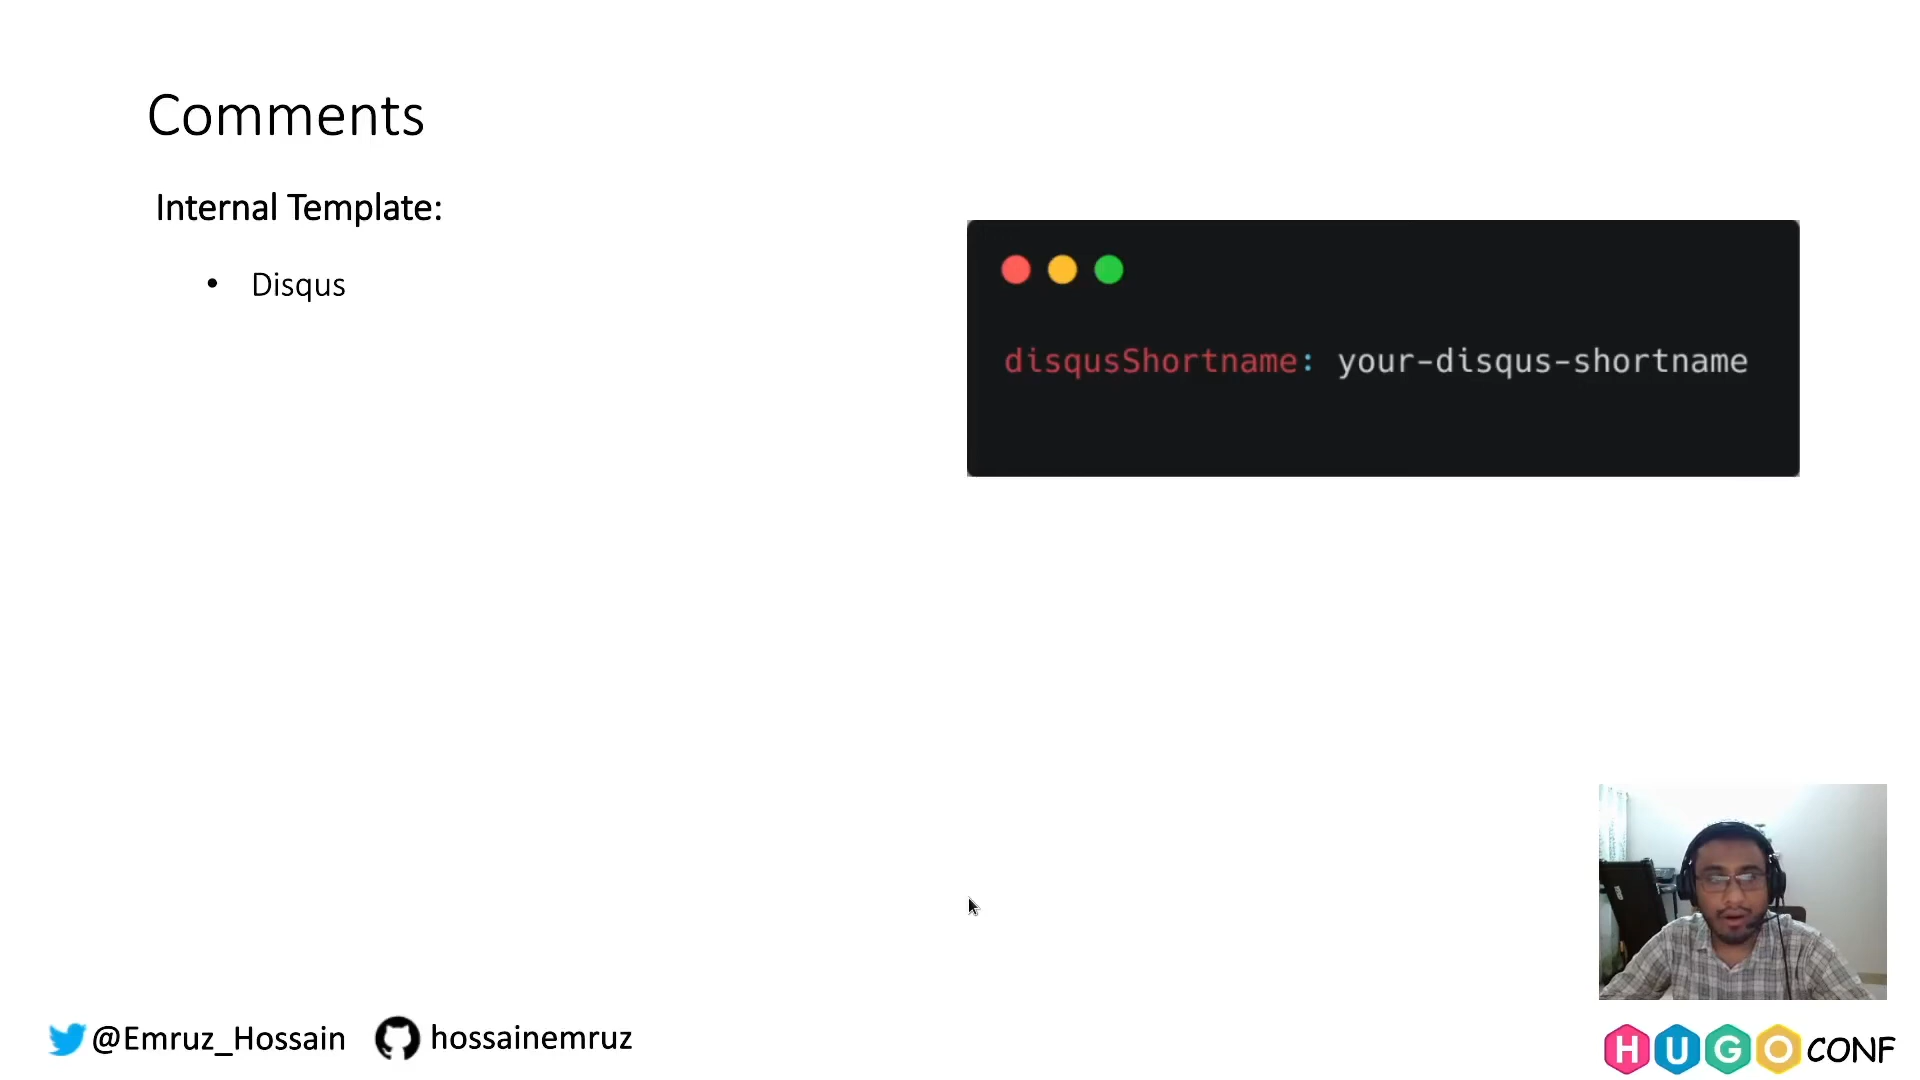 Comments
Internal Template:
• Disqus
disqusShortname: your-disqus-shortname
@Emruz_Hossain hossainemruz
HUGO CONF